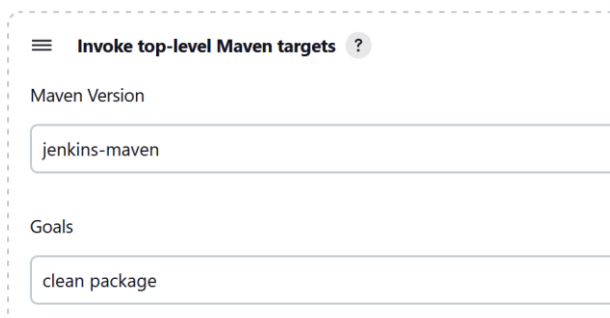 Invoke top-level Maven targets ?
Maven Version
jenkins-maven
Goals
clean package